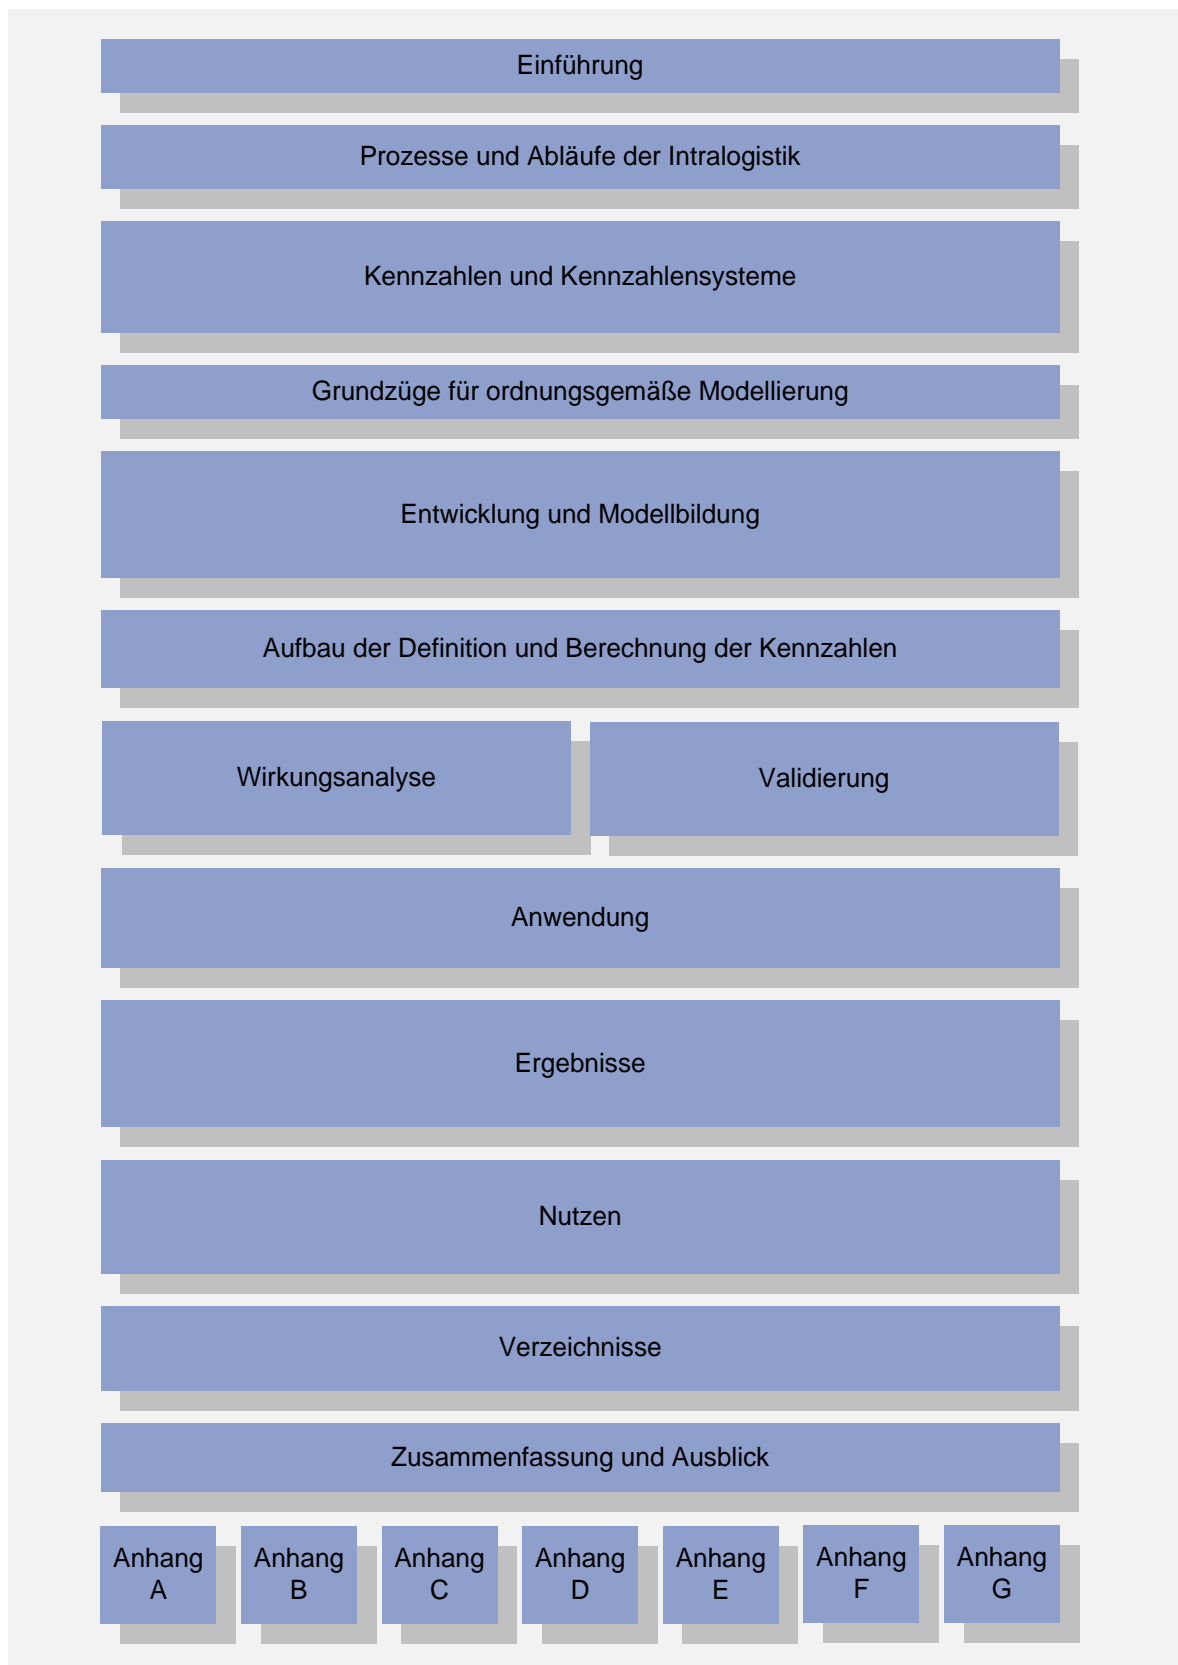 Einführung
Prozesse und Abläufe der Intralogistik
Kennzahlen und Kennzahlensysteme
Grundzüge für ordnungsgemäße Modellierung
Entwicklung und Modellbildung
Aufbau der Definition und Berechnung der Kennzahlen
Wirkungsanalyse
Validierung
Anwendung
Ergebnisse
Nutzen
Verzeichnisse
Zusammenfassung und Ausblick
Anhang
A
Anhang
B
Anhang
C
Anhang
D
Anhang
E
Anhang
F
Anhang
G